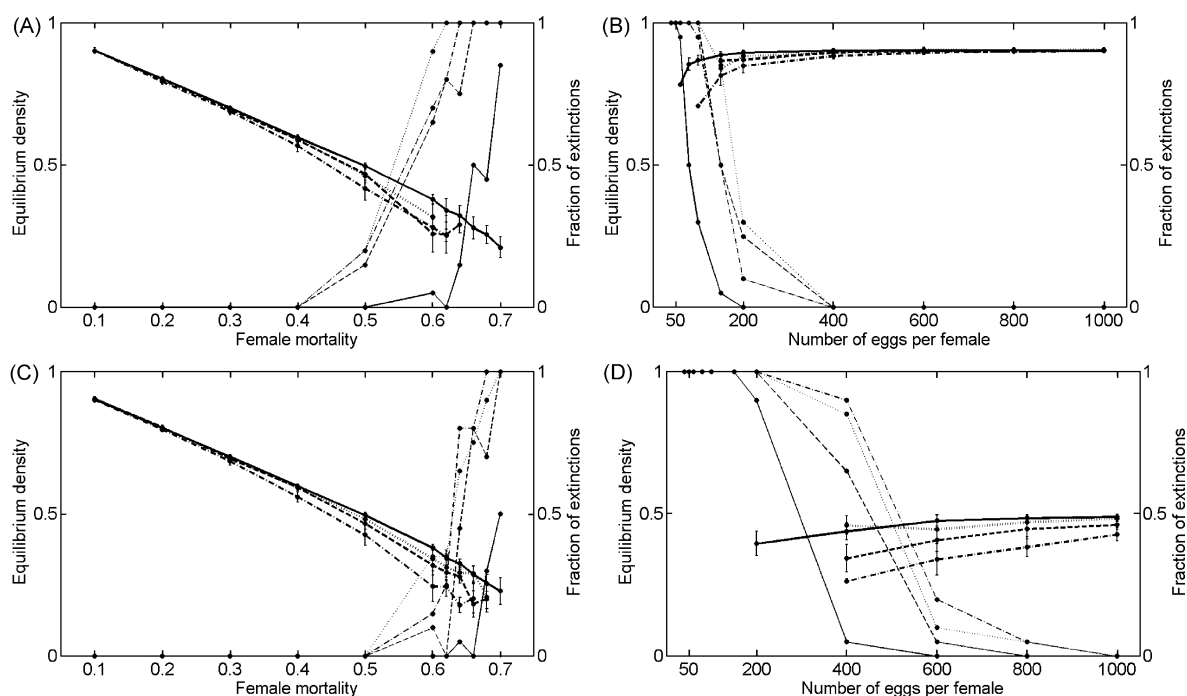 (A)
1
0.5
0
Equilibrium density
0.1 0.2 0.3 0.4 0.5 0.6 0.7
Female mortality
1
0.5
0
Fraction of extinctions
(B)
1
0.5
0
Equilibrium density
50 200 400 600 800 1000
Number of eggs per female
1
0.5
0
Fraction of extinctions
(C)
1
0.5
0
Equilibrium density
0.1 0.2 0.3 0.4 0.5 0.6 0.7
Female mortality
1
0.5
0
Fraction of extinctions
(D)
1
0.5
0
Equilibrium density
50 200 400 600 800 1000
Number of eggs per female
1
0.5
0
Fraction of extinctions